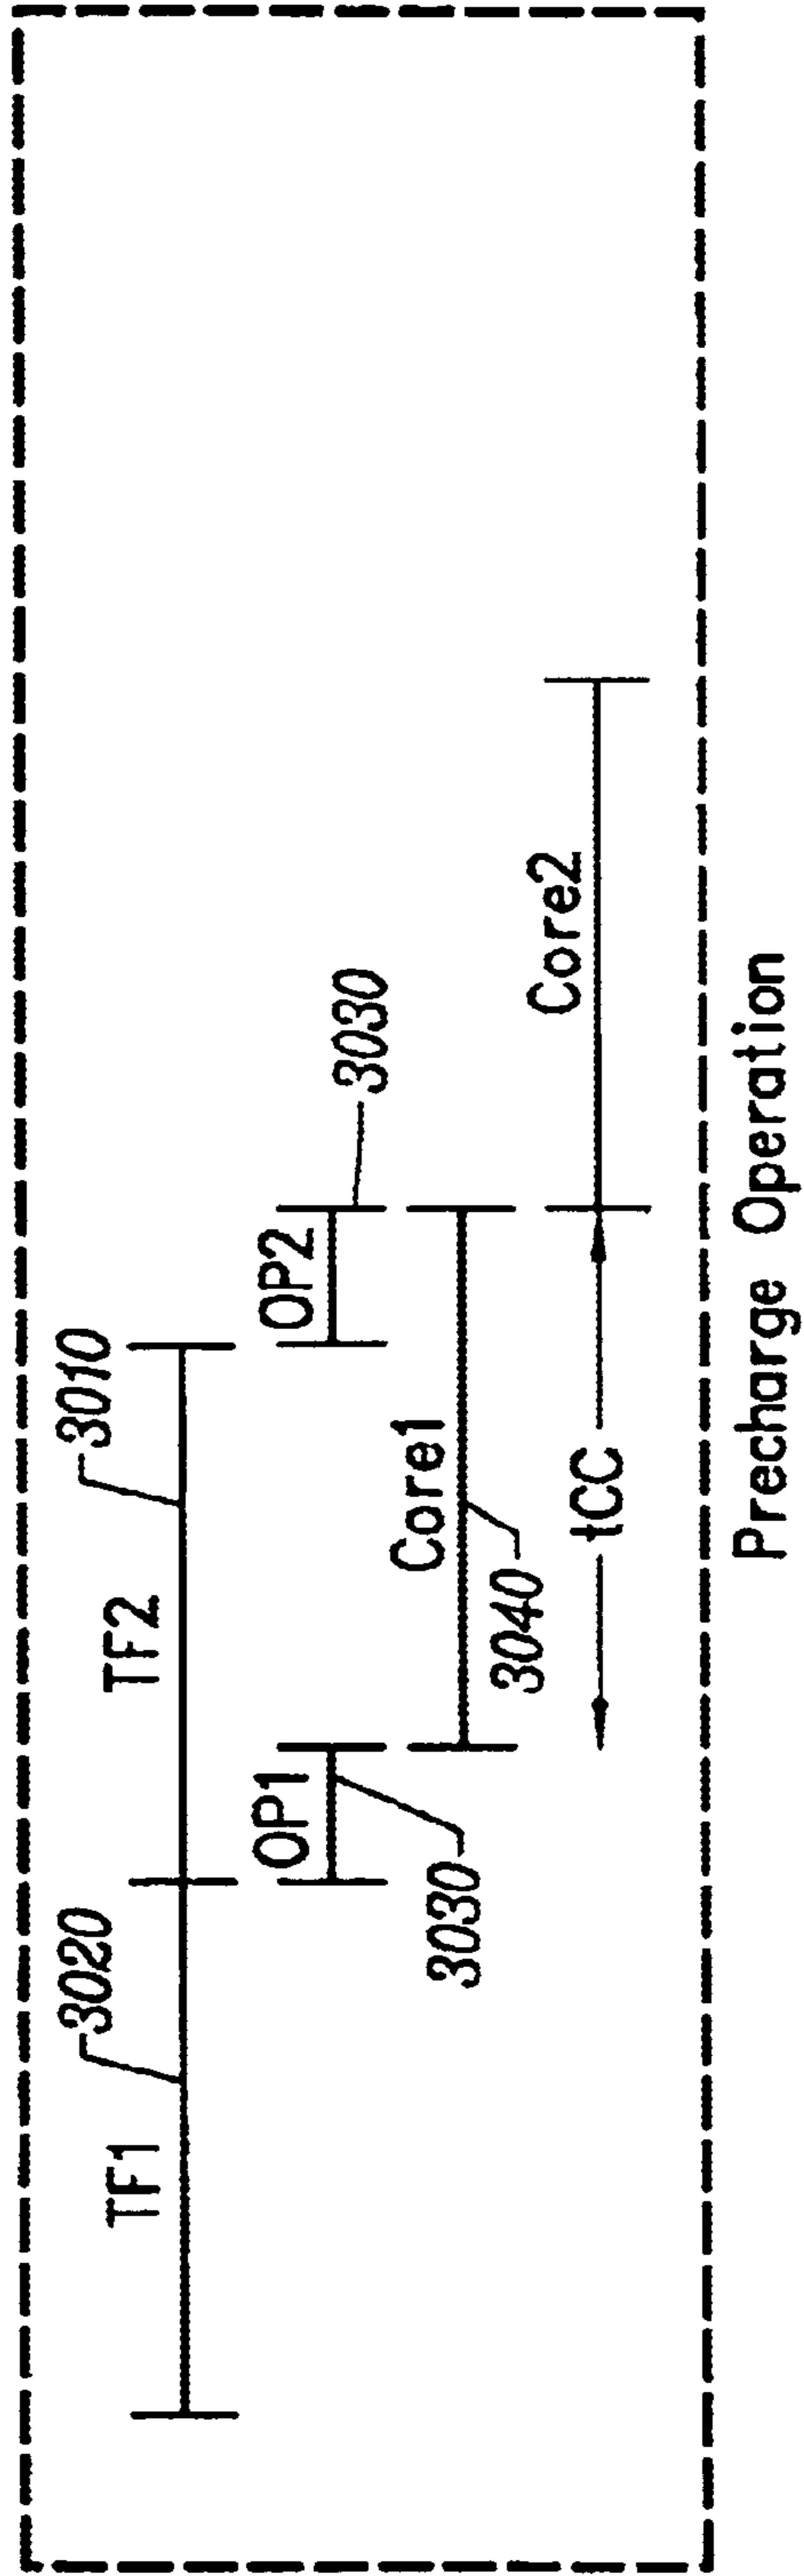 3020
3010
TF1
TF2
OP1
OP2
3030
3030
Core1
3040
Core2
tCC
Precharge Operation